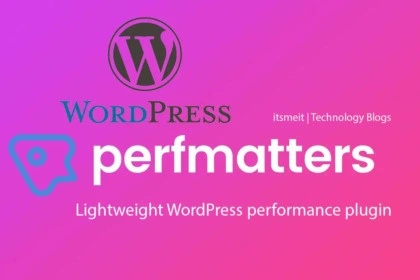 WORDPRESS
itsmeit | Technology Blogs
perfmatters
Lightweight WordPress performance plugin